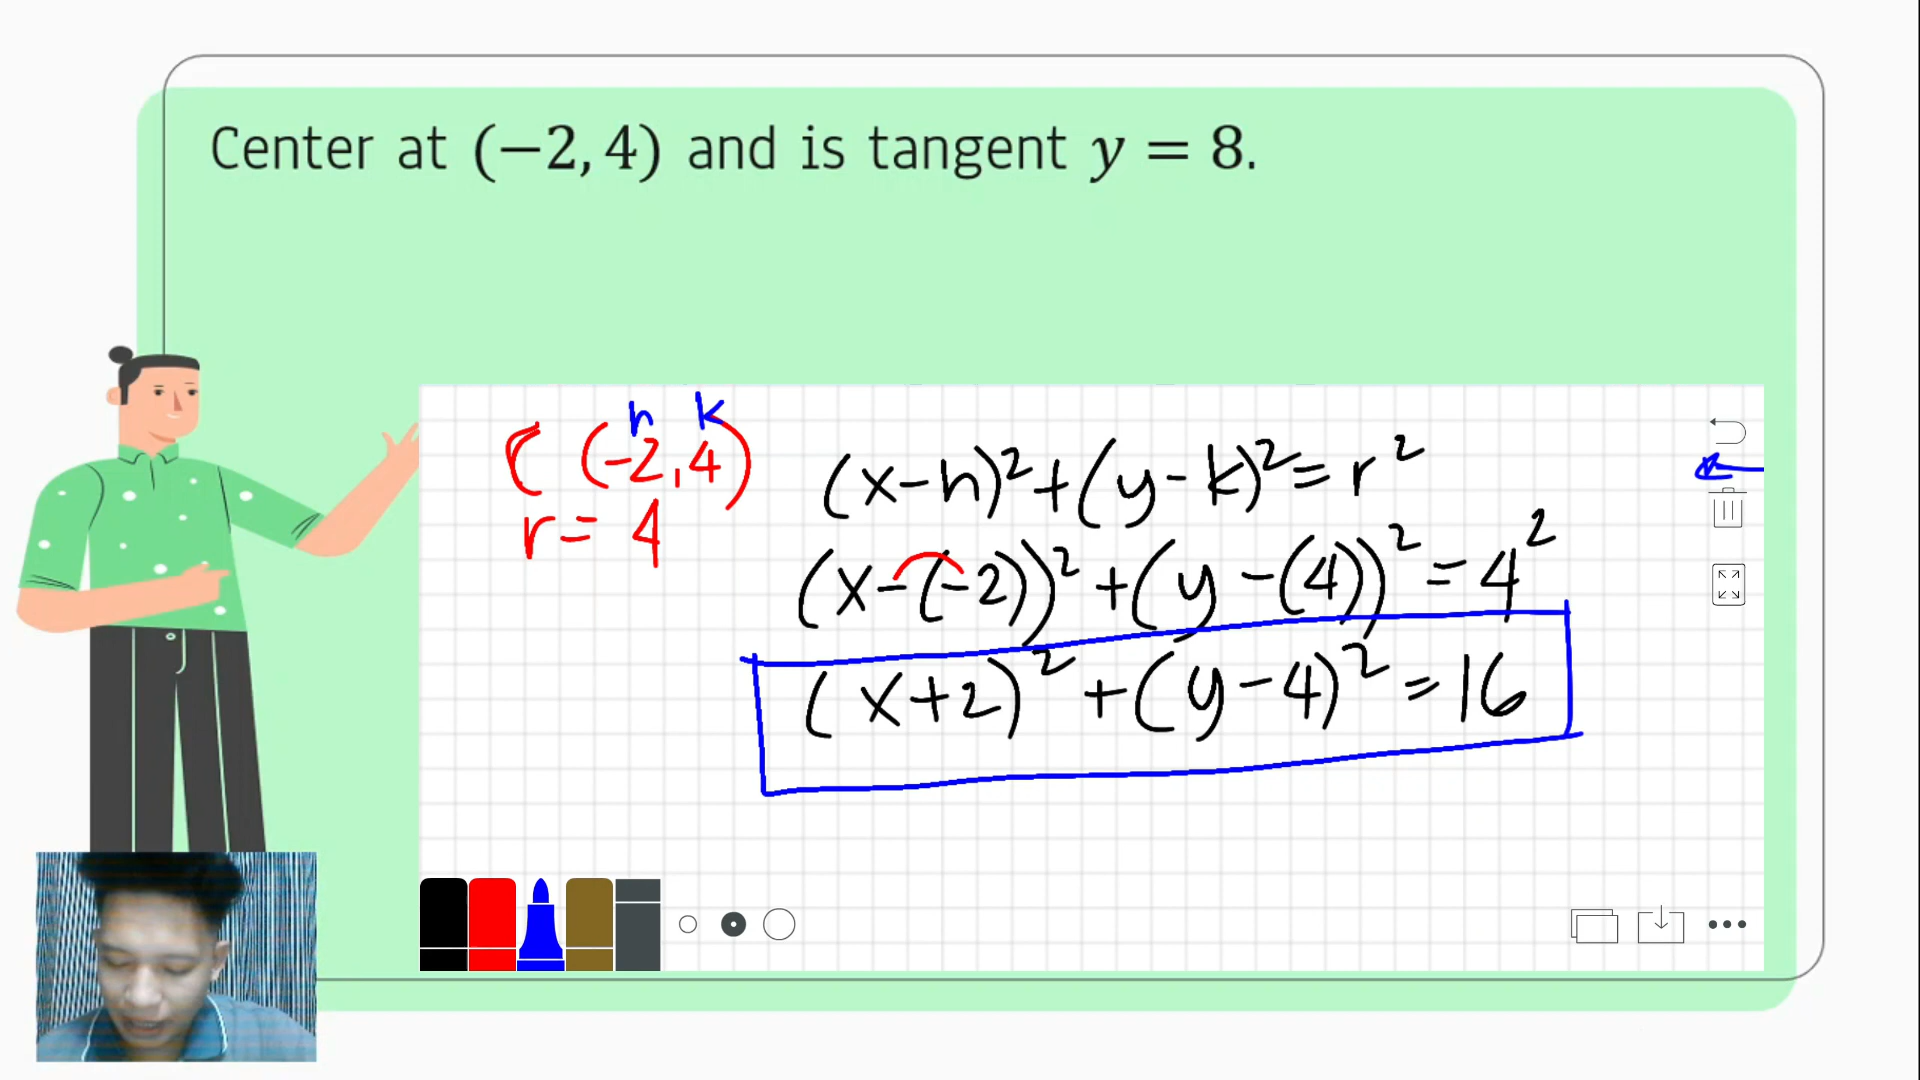 Center at (−2, 4) and is tangent y = 8.
h k
C (-2, 4)
r = 4
(x-h)²+(y-k)²=r²
(x-(-2))²+(y-(4))²=4²
(x+2)²+(y-4)²=16